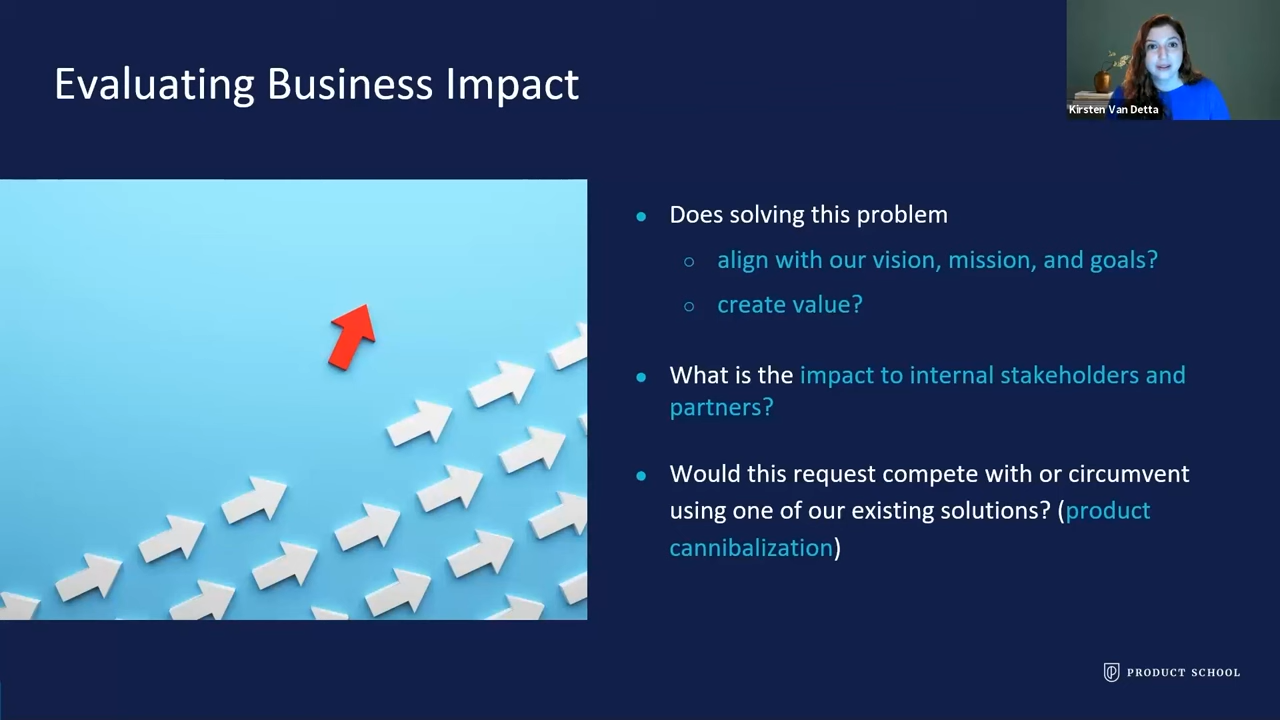 Evaluating Business Impact
Kirsten Van Detta
• Does solving this problem
○ align with our vision, mission, and goals?
○ create value?
• What is the impact to internal stakeholders and
partners?
• Would this request compete with or circumvent
using one of our existing solutions? (product
cannibalization)
PRODUCT SCHOOL